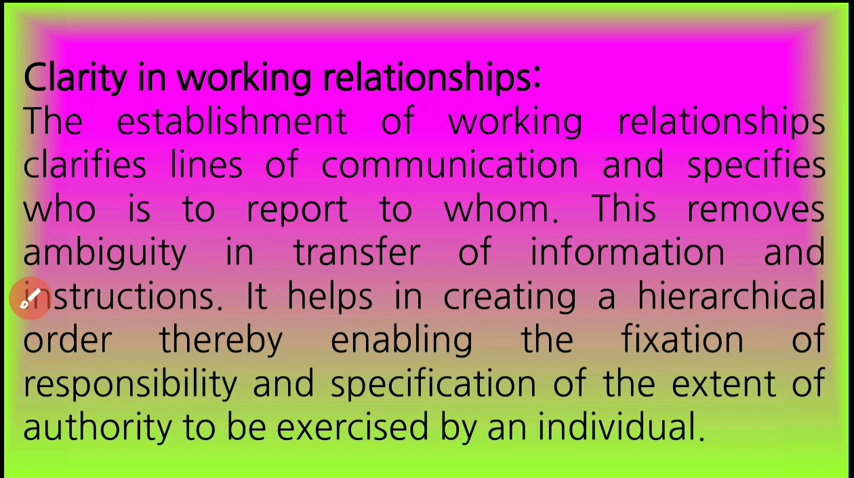 Clarity in working relationships:
The establishment of working relationships
clarifies lines of communication and specifies
who is to report to whom. This removes
ambiguity in transfer of information and
instructions. It helps in creating a hierarchical
order thereby enabling the fixation of
responsibility and specification of the extent of
authority to be exercised by an individual.